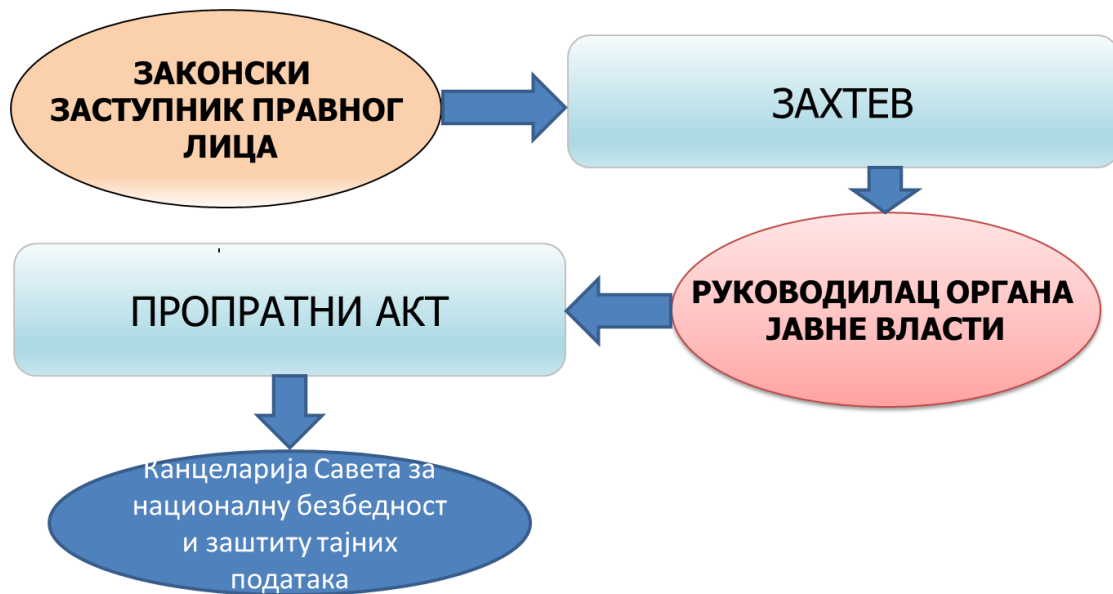 ЗАКОНСКИ
ЗАСТУПНИК ПРАВНОГ
ЛИЦА
ЗАХТЕВ
РУКОВОДИЛАЦ ОРГАНА
ЈАВНЕ ВЛАСТИ
ПРОПРАТНИ АКТ
Канцеларија Савета за
националну безбедност
и заштиту тајних
података